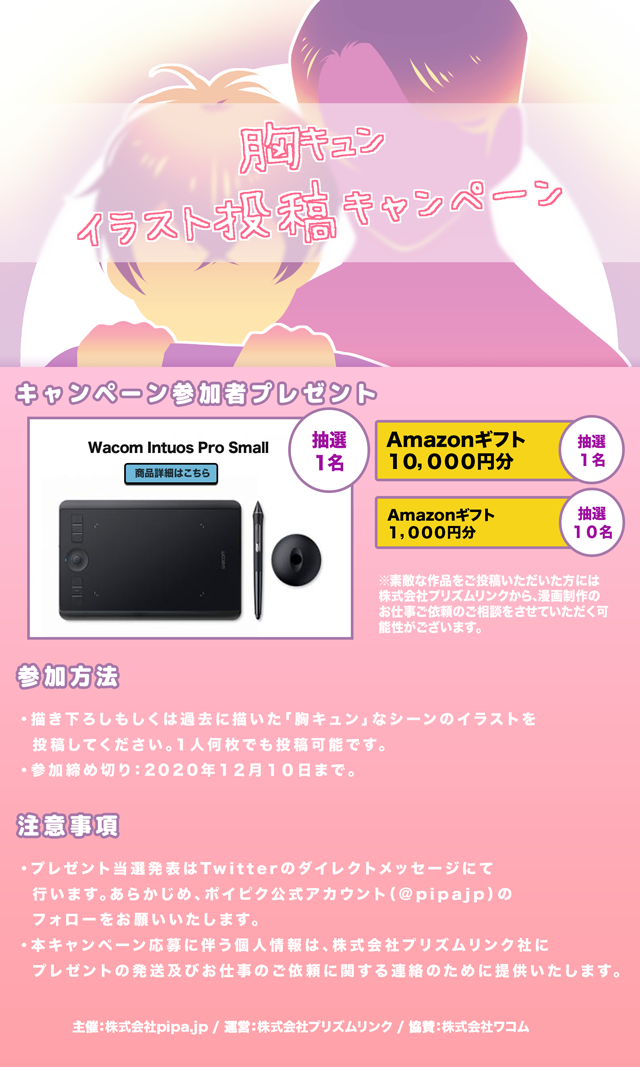 胸キュン
イラスト投稿キャンペーン
キャンペーン参加者プレゼント
Wacom Intuos Pro Small
商品詳細はこちら
抽選
1名
wacom
Amazonギフト
10,000円分
抽選
1名
Amazonギフト
1,000円分
抽選
10名
※素敵な作品をご投稿いただいた方には
株式会社プリズムリンクから、漫画制作の
お仕事ご依頼のご相談をさせていただく可
能性がございます。
参加方法
・描き下ろしもしくは過去に描いた「胸キュン」なシーンのイラストを
投稿してください。1人何枚でも投稿可能です。
・参加締め切り：2020年12月10日まで。
注意事項
・プレゼント当選発表はTwitterのダイレクトメッセージにて
行います。あらかじめ、ポイピク公式アカウント（@pipajp）の
フォローをお願いいたします。
・本キャンペーン応募に伴う個人情報は、株式会社プリズムリンク社に
プレゼントの発送及びお仕事のご依頼に関する連絡のために提供いたします。
主催：株式会社pipa.jp / 運営：株式会社プリズムリンク / 協賛：株式会社ワコム